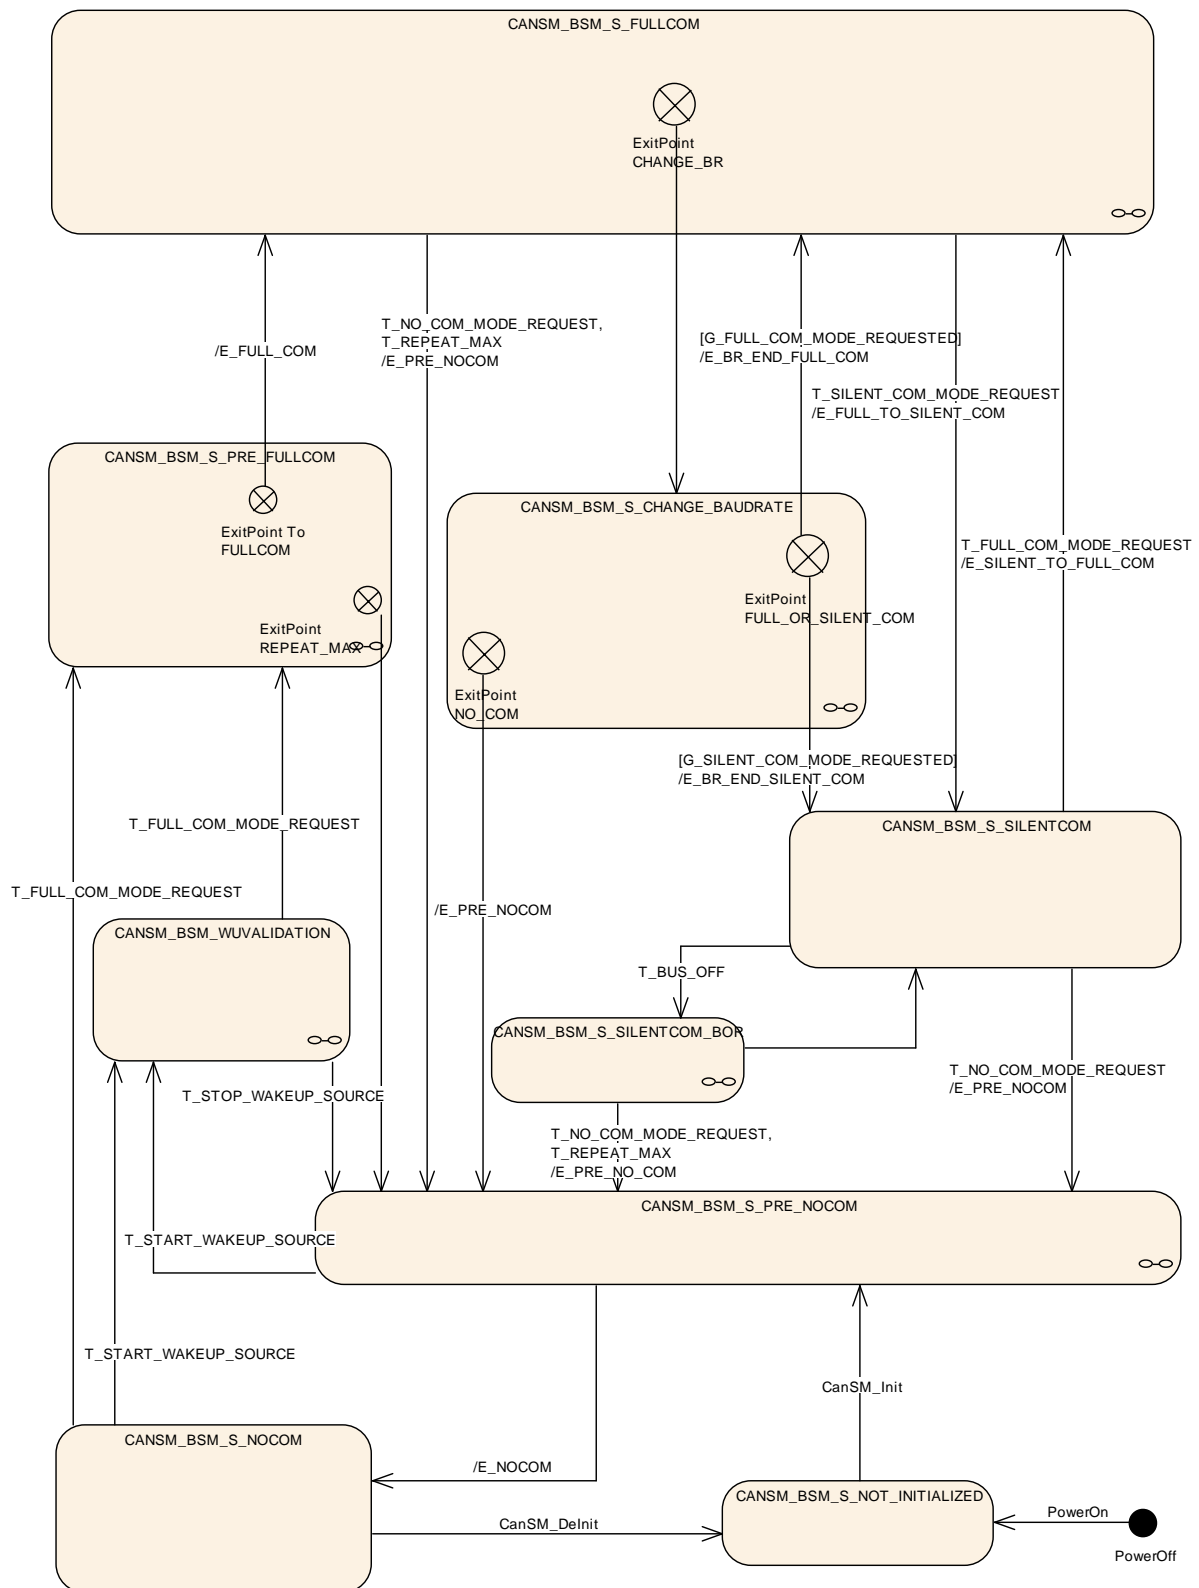 CANSM_BSM_S_FULLCOM
ExitPoint
CHANGE_BR
/E_FULL_COM
T_NO_COM_MODE_REQUEST,
T_REPEAT_MAX
/E_PRE_NOCOM
[G_FULL_COM_MODE_REQUESTED]
/E_BR_END_FULL_COM
T_SILENT_COM_MODE_REQUEST
/E_FULL_TO_SILENT_COM
T_FULL_COM_MODE_REQUEST
/E_SILENT_TO_FULL_COM
CANSM_BSM_S_PRE_FULLCOM
ExitPoint To
FULLCOM
ExitPoint
REPEAT_MAX
CANSM_BSM_S_CHANGE_BAUDRATE
ExitPoint
FULL_OR_SILENT_COM
ExitPoint
NO_COM
[G_SILENT_COM_MODE_REQUESTED]
/E_BR_END_SILENT_COM
T_FULL_COM_MODE_REQUEST
T_FULL_COM_MODE_REQUEST
/E_PRE_NOCOM
CANSM_BSM_S_SILENTCOM
CANSM_BSM_WUVALIDATION
T_BUS_OFF
CANSM_BSM_S_SILENTCOM_BOR
T_STOP_WAKEUP_SOURCE
T_NO_COM_MODE_REQUEST
/E_PRE_NOCOM
T_NO_COM_MODE_REQUEST,
T_REPEAT_MAX
/E_PRE_NO_COM
CANSM_BSM_S_PRE_NOCOM
T_START_WAKEUP_SOURCE
T_START_WAKEUP_SOURCE
CanSM_Init
CANSM_BSM_S_NOCOM
/E_NOCOM
CanSM_DeInit
CANSM_BSM_S_NOT_INITIALIZED
PowerOn
PowerOff